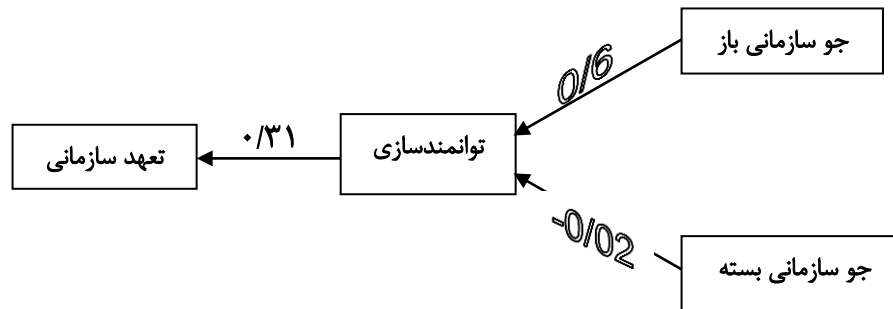 جو سازمانی باز
0/6
توانمندسازی
۰/۳۱
تعهد سازمانی
-0/02
جو سازمانی بسته